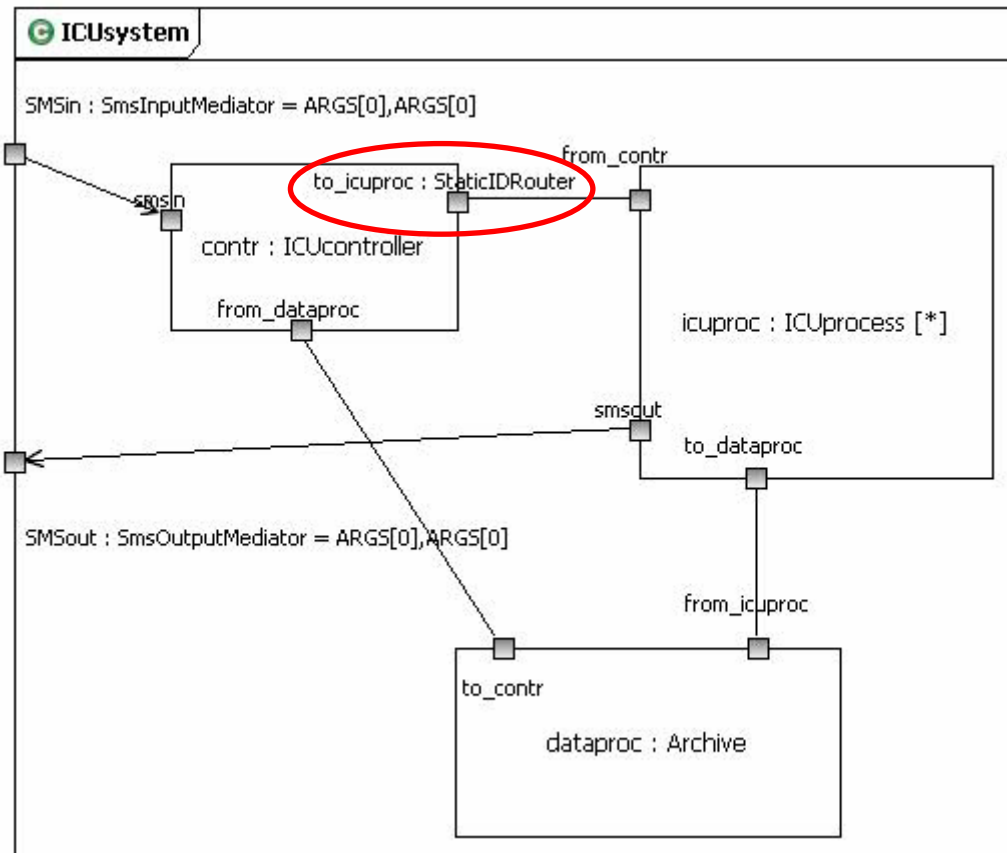 ICUsystem
SMSin : SmsInputMediator = ARGS[0],ARGS[0]
from_contr
to_icuproc : StaticIDRouter
smsin
contr : ICUcontroller
from_dataproc
icuproc : ICUprocess [*]
smsout
to_dataproc
SMSout : SmsOutputMediator = ARGS[0],ARGS[0]
from_icuproc
to_contr
dataproc : Archive